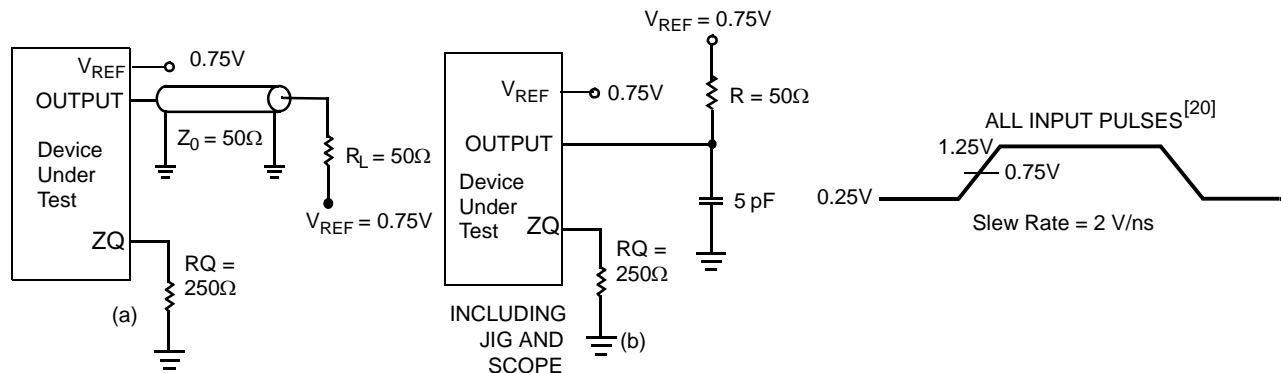 V_REF 0.75V
OUTPUT
Z_0 = 50Ω
Device
Under
Test
R_L = 50Ω
V_REF = 0.75V
ZQ
RQ =
250Ω
(a)
V_REF = 0.75V
V_REF 0.75V
R = 50Ω
OUTPUT
Device
Under
Test
5 pF
ZQ
RQ =
250Ω
INCLUDING
JIG AND
SCOPE
(b)
ALL INPUT PULSES[20]
1.25V
0.75V
0.25V
Slew Rate = 2 V/ns